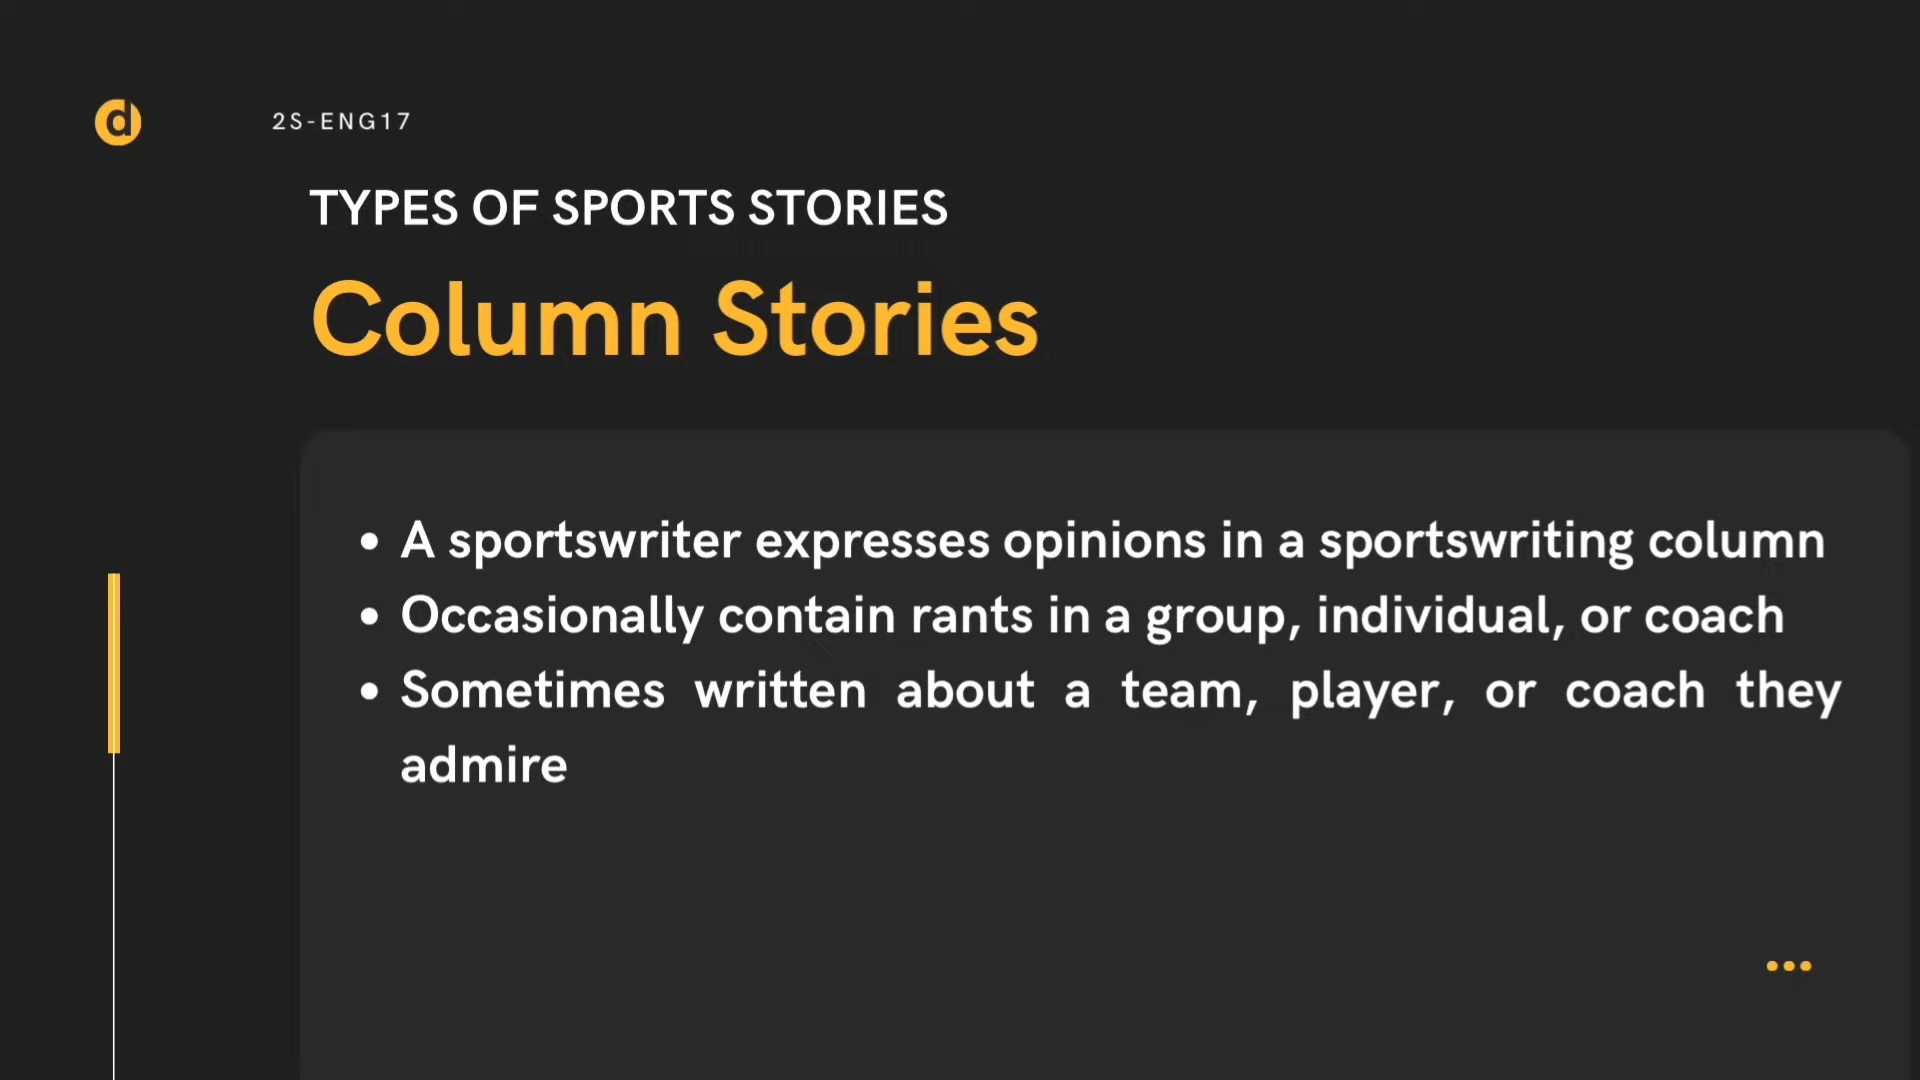 d
2S-ENG17
TYPES OF SPORTS STORIES
Column Stories
• A sportswriter expresses opinions in a sportswriting column
• Occasionally contain rants in a group, individual, or coach
• Sometimes written about a team, player, or coach they
admire